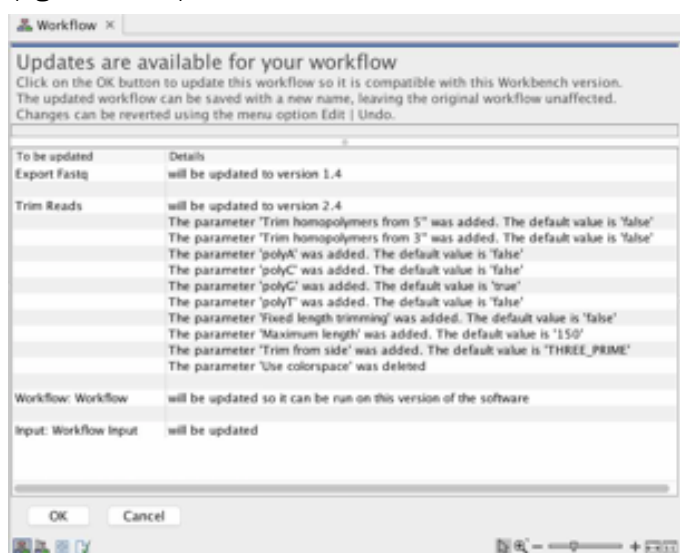 Workflow ×
Updates are available for your workflow
Click on the OK button to update this workflow so it is compatible with this Workbench version.
The updated workflow can be saved with a new name, leaving the original workflow unaffected.
Changes can be reverted using the menu option Edit | Undo.
To be updated Details
Export Fastq will be updated to version 1.4
Trim Reads will be updated to version 2.4
The parameter 'Trim homopolymers from 5'' was added. The default value is 'false'
The parameter 'Trim homopolymers from 3'' was added. The default value is 'false'
The parameter 'polyA' was added. The default value is 'false'
The parameter 'polyC' was added. The default value is 'false'
The parameter 'polyG' was added. The default value is 'true'
The parameter 'polyT' was added. The default value is 'false'
The parameter 'Fixed length trimming' was added. The default value is 'false'
The parameter 'Maximum length' was added. The default value is '150'
The parameter 'Trim from side' was added. The default value is 'THREE_PRIME'
The parameter 'Use colorspace' was deleted
Workflow: Workflow will be updated so it can be run on this version of the software
Input: Workflow Input will be updated
OK Cancel